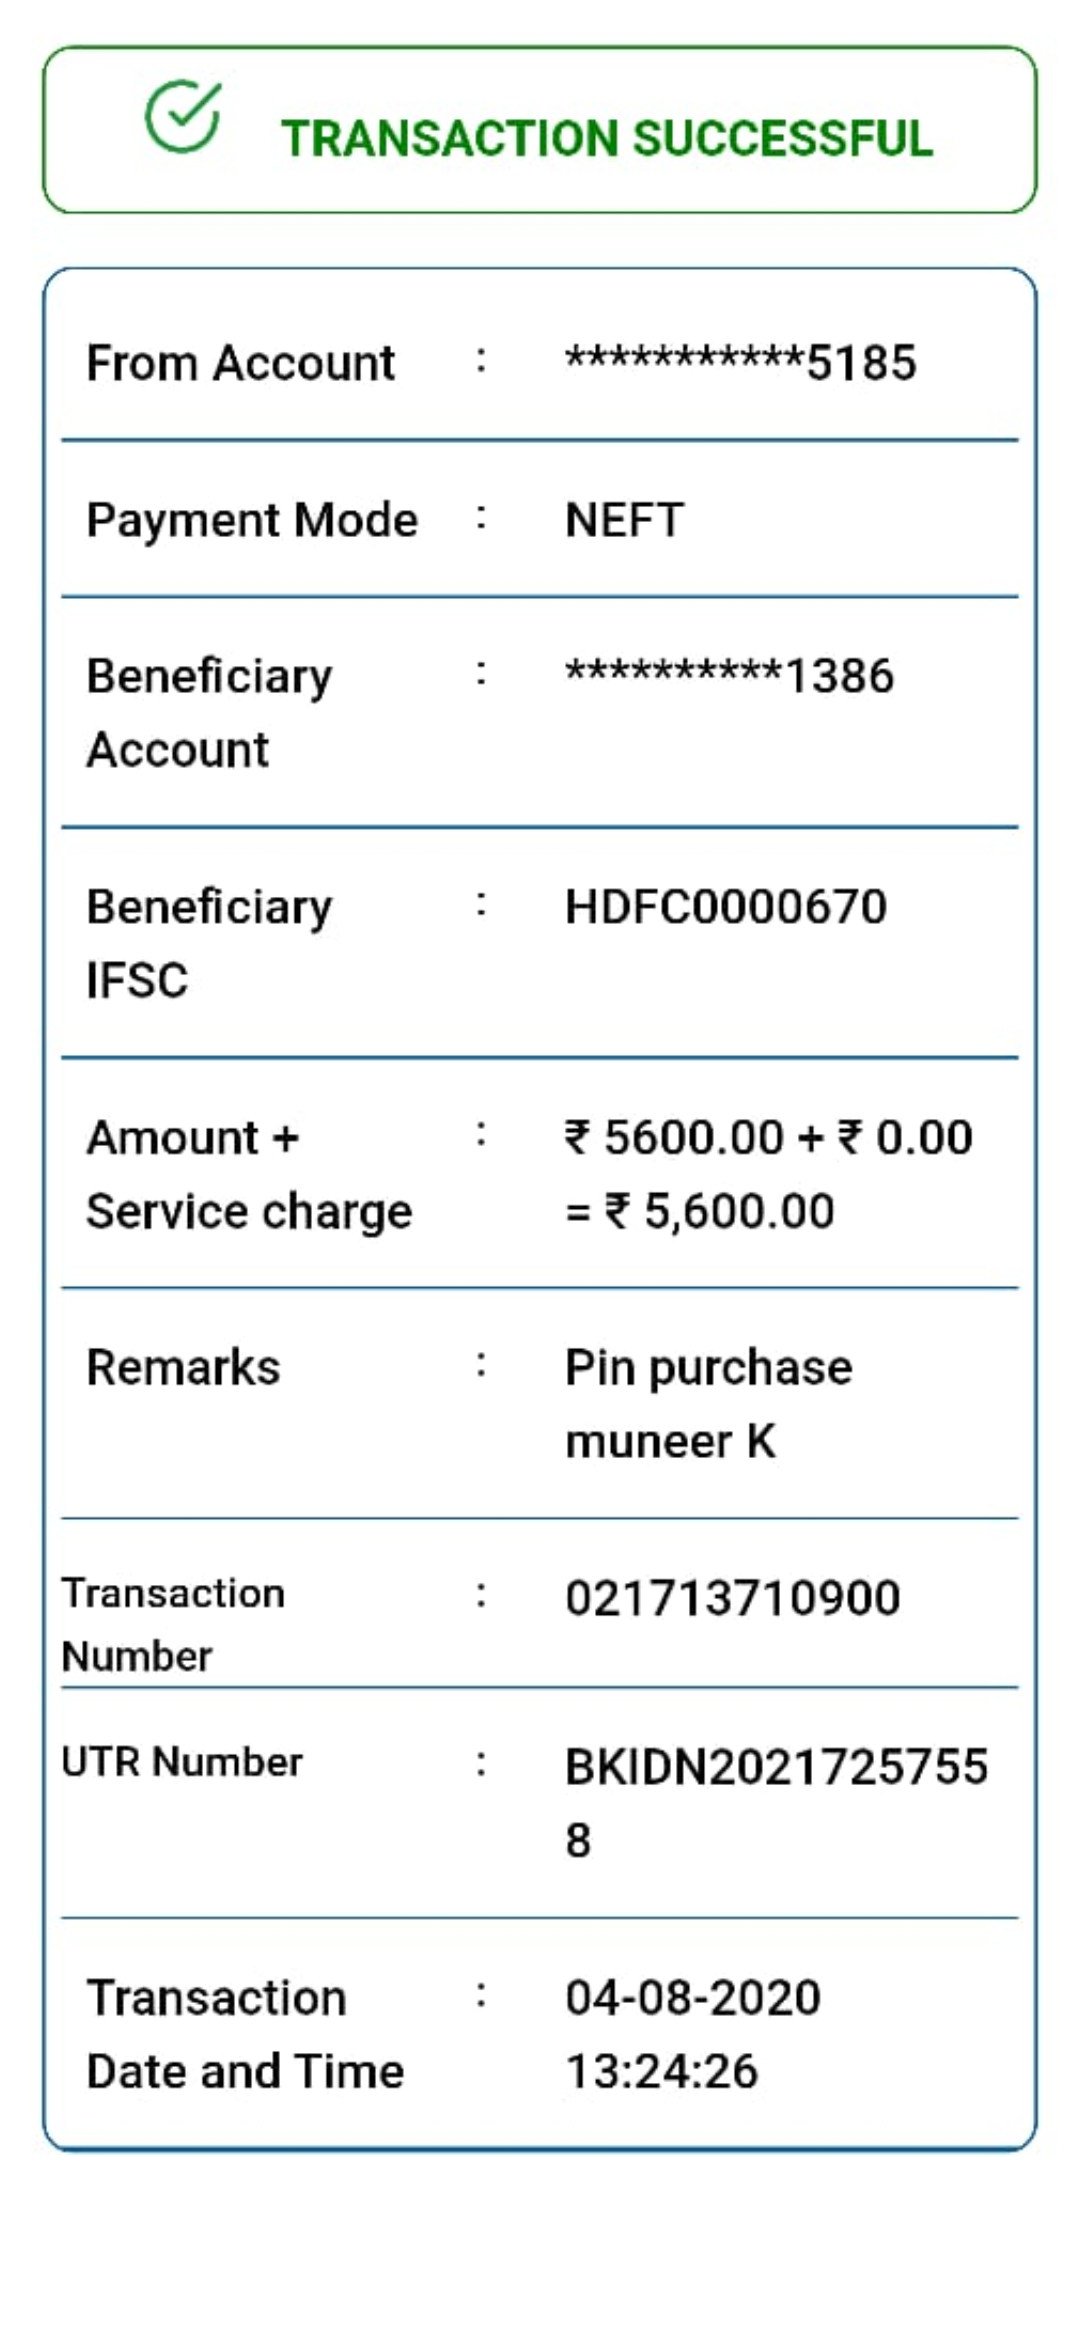 TRANSACTION SUCCESSFUL
From Account : ***********5185
Payment Mode : NEFT
Beneficiary : **********1386
Account
Beneficiary : HDFC0000670
IFSC
Amount + : ₹ 5600.00 + ₹ 0.00
Service charge = ₹ 5,600.00
Remarks : Pin purchase
muneer K
Transaction : 021713710900
Number
UTR Number : BKIDN2021725755
8
Transaction : 04-08-2020
Date and Time 13:24:26